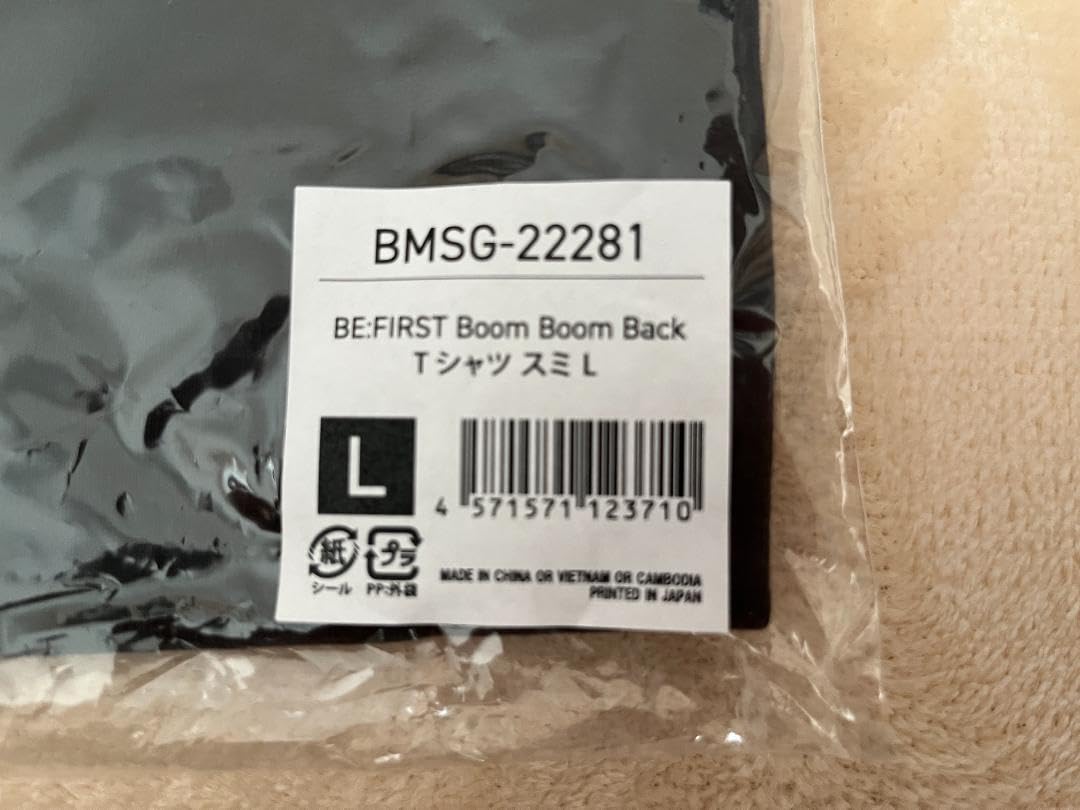 BMSG-22281
BE:FIRST Boom Boom Back
Tシャツ スミ L
L
4 571571 123710
紙 プラ
シール PP:外袋
MADE IN CHINA OR VIETNAM OR CAMBODIA
PRINTED IN JAPAN